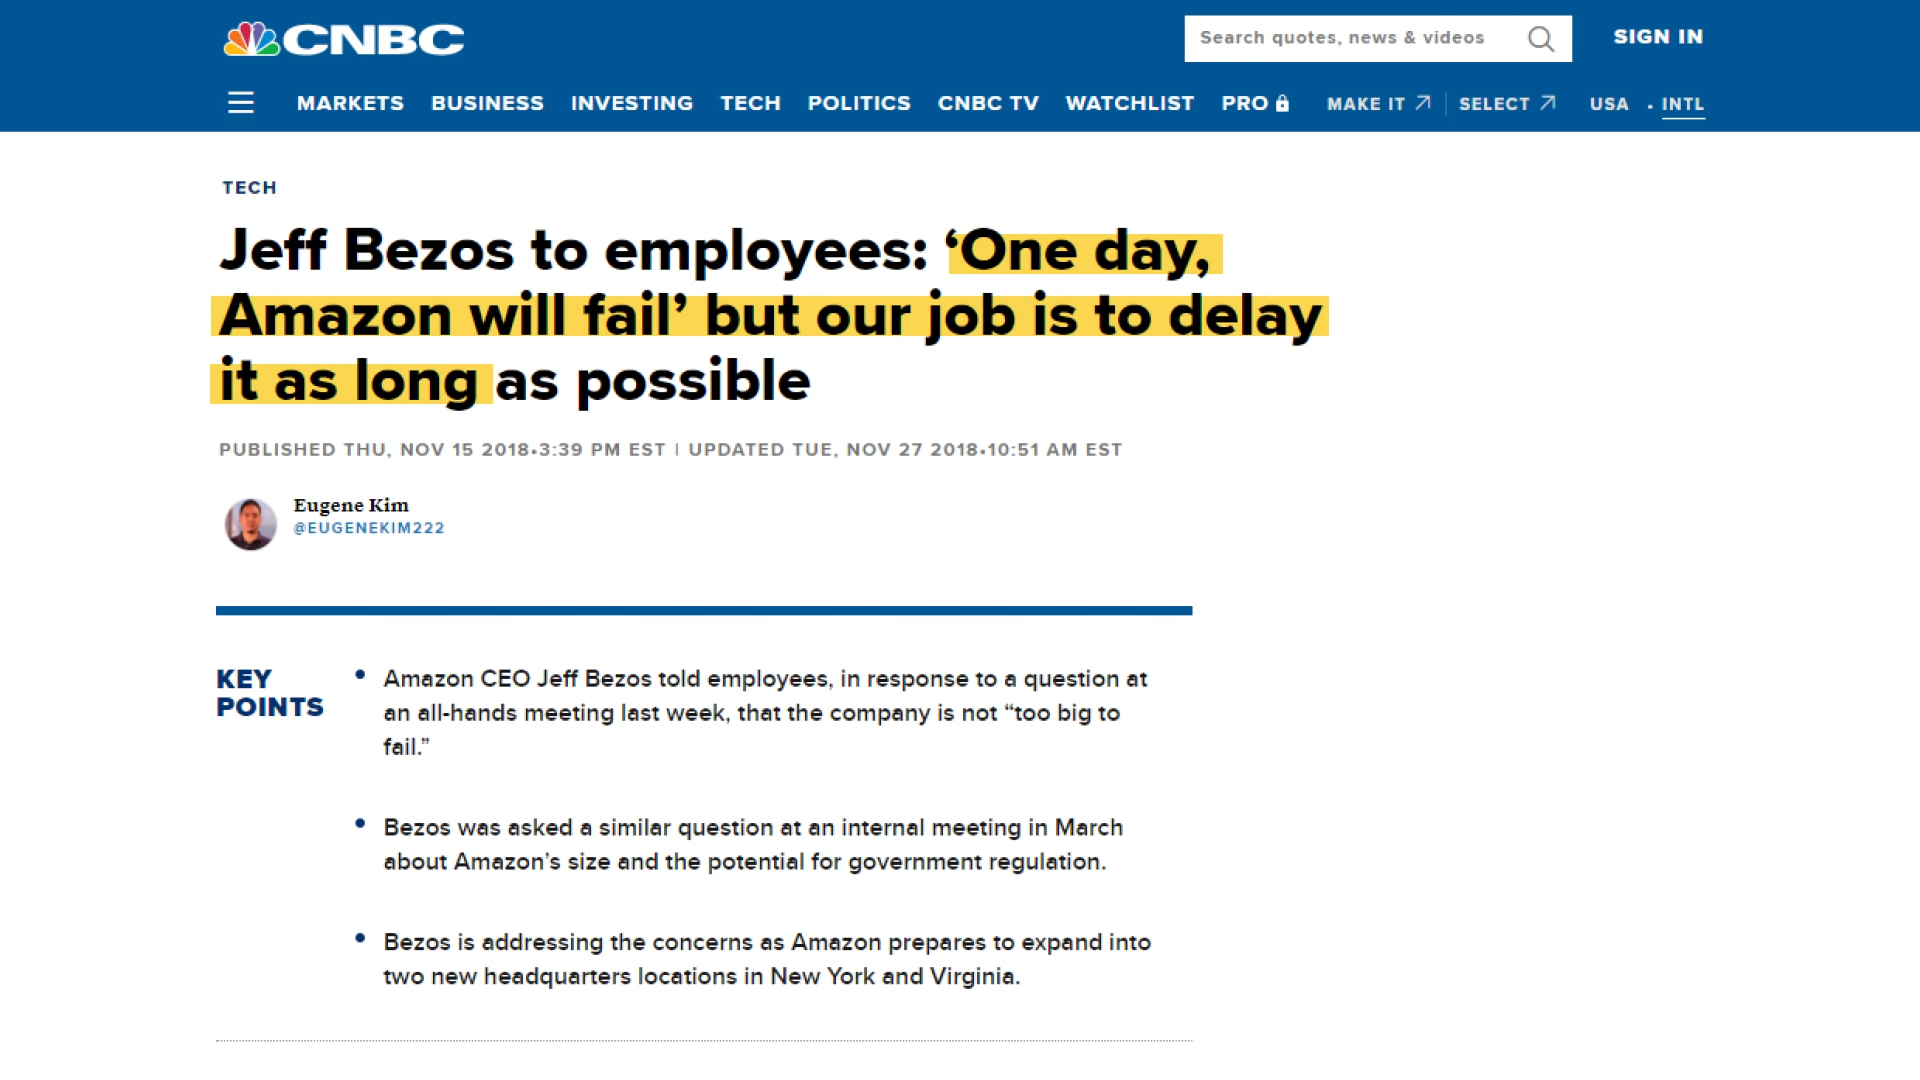 CNBC
Search quotes, news & videos
SIGN IN
MARKETS BUSINESS INVESTING TECH POLITICS CNBC TV WATCHLIST PRO MAKE IT SELECT USA • INTL
TECH
Jeff Bezos to employees: ‘One day,
Amazon will fail’ but our job is to delay
it as long as possible
PUBLISHED THU, NOV 15 2018•3:39 PM EST | UPDATED TUE, NOV 27 2018•10:51 AM EST
Eugene Kim
@EUGENEKIM222
KEY
POINTS
• Amazon CEO Jeff Bezos told employees, in response to a question at
an all-hands meeting last week, that the company is not “too big to
fail.”
• Bezos was asked a similar question at an internal meeting in March
about Amazon’s size and the potential for government regulation.
• Bezos is addressing the concerns as Amazon prepares to expand into
two new headquarters locations in New York and Virginia.